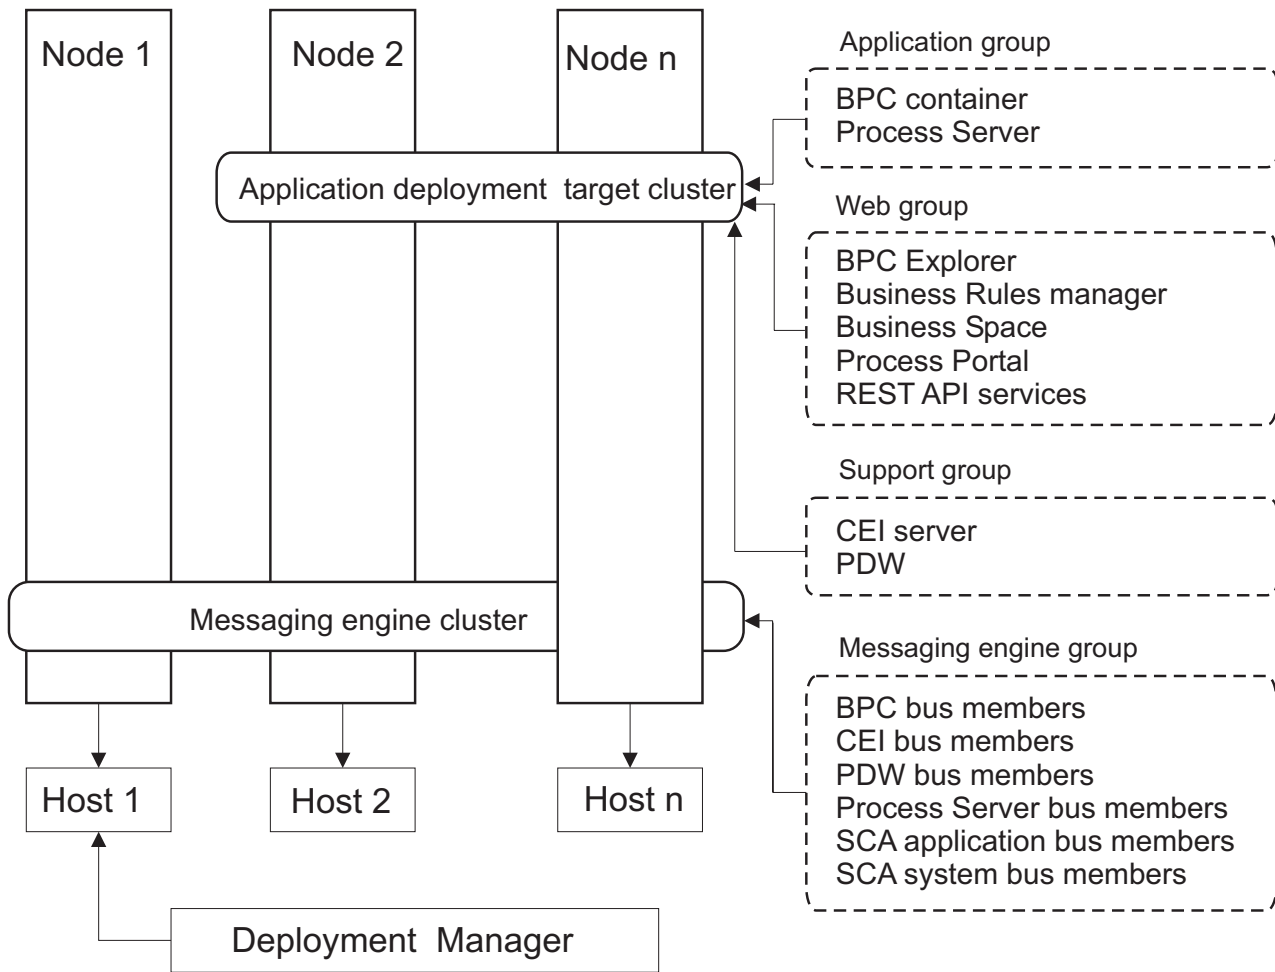 Node 1
Node 2
Node n
Application deployment target cluster
Messaging engine cluster
Host 1
Host 2
Host n
Deployment Manager
Application group
BPC container
Process Server
Web group
BPC Explorer
Business Rules manager
Business Space
Process Portal
REST API services
Support group
CEI server
PDW
Messaging engine group
BPC bus members
CEI bus members
PDW bus members
Process Server bus members
SCA application bus members
SCA system bus members